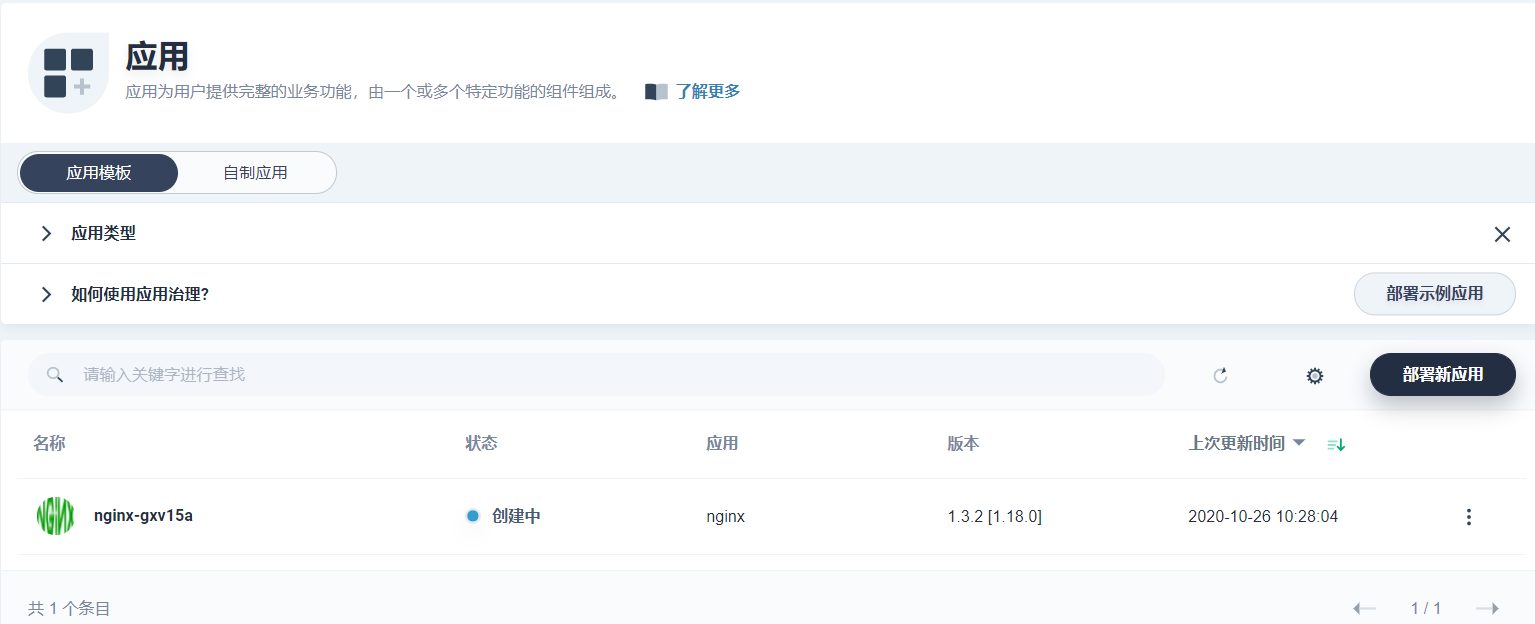 应用
应用为用户提供完整的业务功能，由一个或多个特定功能的组件组成。 了解更多
应用模板 自制应用
应用类型
如何使用应用治理? 部署示例应用
请输入关键字进行查找 部署新应用
名称 状态 应用 版本 上次更新时间
NGINX nginx-gxv15a 创建中 nginx 1.3.2 [1.18.0] 2020-10-26 10:28:04
共 1 个条目 1 / 1